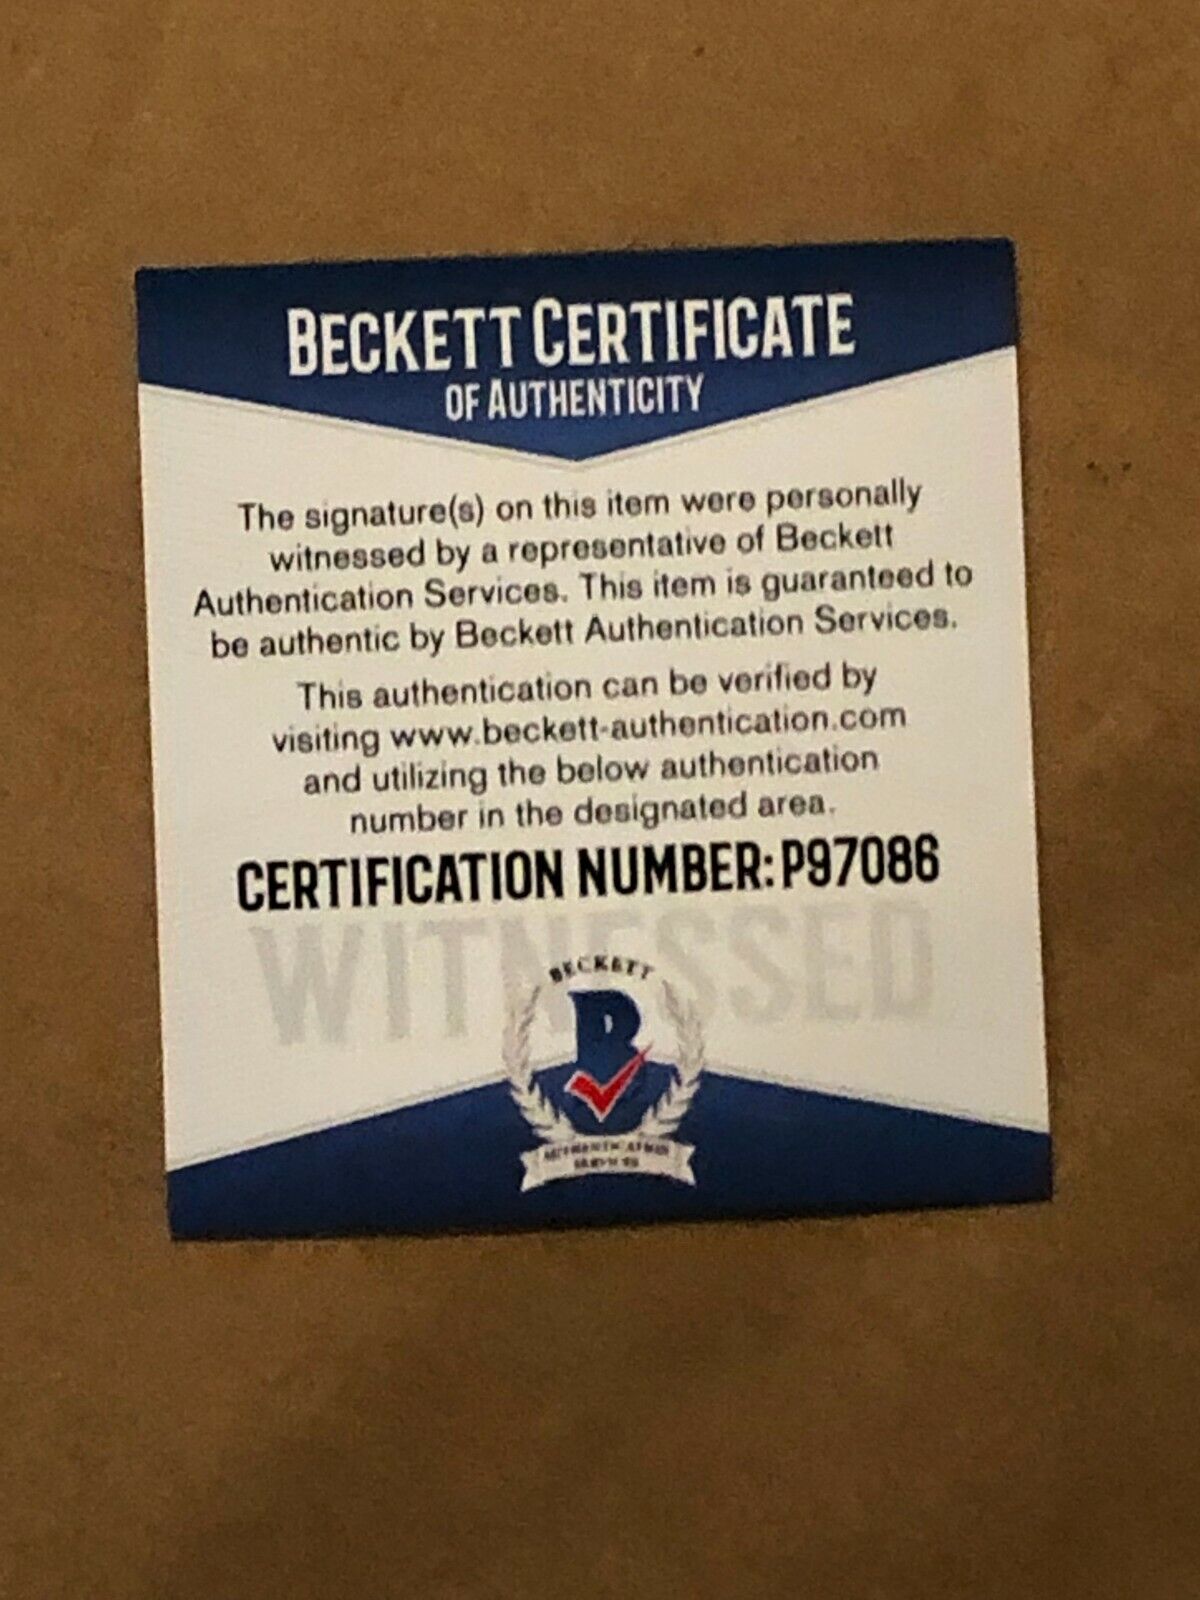 BECKETT CERTIFICATE
OF AUTHENTICITY
The signature(s) on this item were personally
witnessed by a representative of Beckett
Authentication Services. This item is guaranteed to
be authentic by Beckett Authentication Services.
This authentication can be verified by
visiting www.beckett-authentication.com
and utilizing the below authentication
number in the designated area.
CERTIFICATION NUMBER: P97086
WITNESSED
BECKETT
B
AUTHENTICATION
SERVICES